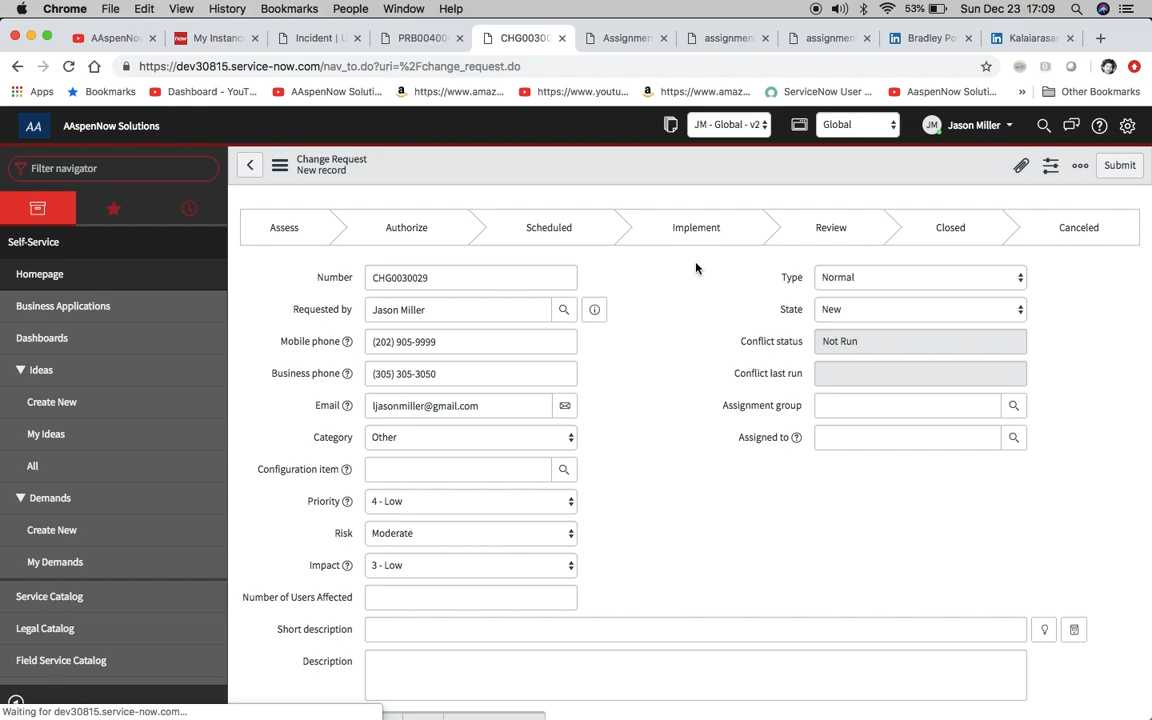 Chrome File Edit View History Bookmarks People Window Help 53% Sun Dec 23 17:09
AAspenNow My Instanc Incident | U PRB00400 CHG00300 Assignmen assignmen assignmen Bradley Po Kalaiarasa
https://dev30815.service-now.com/nav_to.do?uri=%2Fchange_request.do
Apps Bookmarks Dashboard - YouT... AAspenNow Soluti... https://www.amaz... https://www.youtu... https://www.amaz... ServiceNow User ... AAspenNow Soluti... » Other Bookmarks
AA AAspenNow Solutions JM - Global - v2 Global JM Jason Miller
Filter navigator
Change Request
New record
Submit
Self-Service
Homepage
Business Applications
Dashboards
Ideas
Create New
My Ideas
All
Demands
Create New
My Demands
Service Catalog
Legal Catalog
Field Service Catalog
Assess Authorize Scheduled Implement Review Closed Canceled
Number CHG0030029
Requested by Jason Miller
Mobile phone (202) 905-9999
Business phone (305) 305-3050
Email ljasonmiller@gmail.com
Category Other
Configuration item
Priority 4 - Low
Risk Moderate
Impact 3 - Low
Number of Users Affected
Type Normal
State New
Conflict status Not Run
Conflict last run
Assignment group
Assigned to
Short description
Description
Waiting for dev30815.service-now.com...